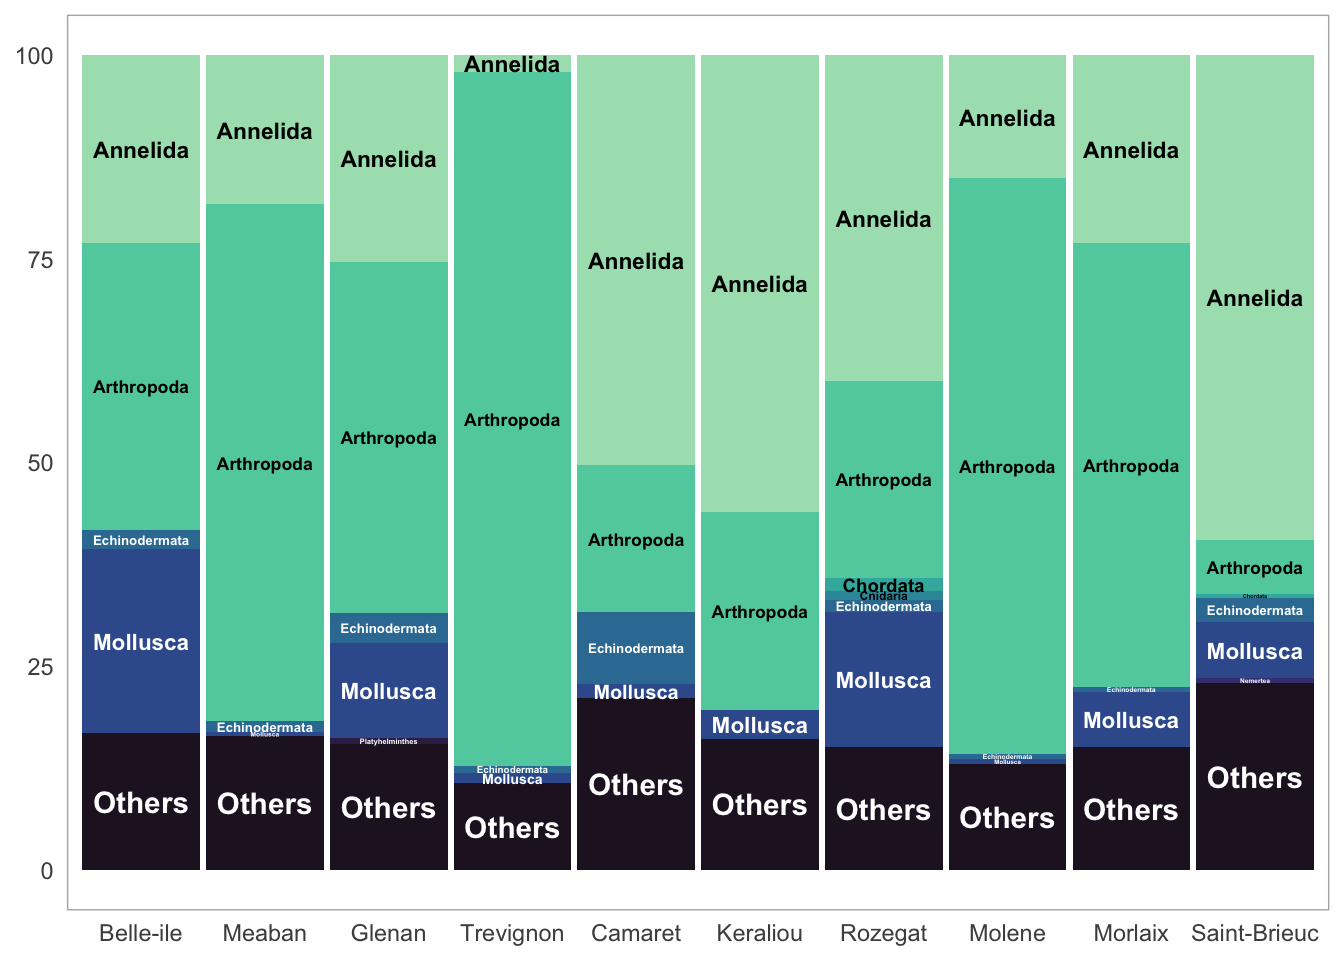 100
75
50
25
0
Annelida
Arthropoda
Echinodermata
Mollusca
Others
Annelida
Arthropoda
Echinodermata
Mollusca
Others
Annelida
Arthropoda
Echinodermata
Mollusca
Platyhelminthes
Others
Annelida
Arthropoda
Echinodermata
Mollusca
Others
Annelida
Arthropoda
Echinodermata
Mollusca
Others
Annelida
Arthropoda
Mollusca
Others
Annelida
Arthropoda
Chordata
Cnidaria
Echinodermata
Mollusca
Others
Annelida
Arthropoda
Echinodermata
Mollusca
Others
Annelida
Arthropoda
Echinodermata
Mollusca
Others
Annelida
Arthropoda
Chordata
Echinodermata
Mollusca
Nemertea
Others
Belle-ile Meaban Glenan Trevignon Camaret Keraliou Rozegat Molene Morlaix Saint-Brieuc